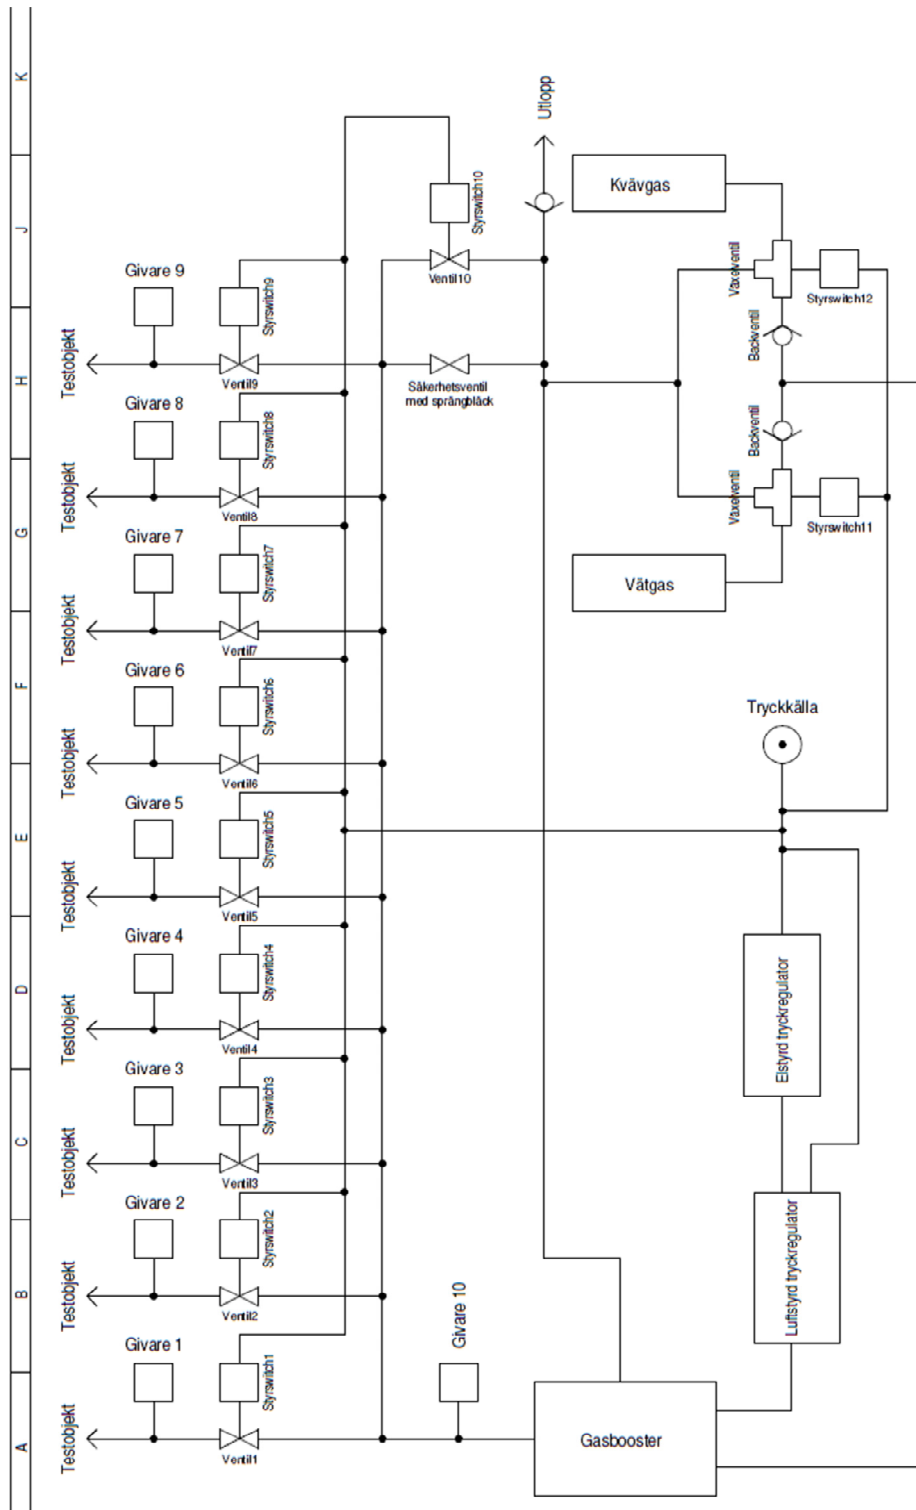 K
J
H
G
F
E
D
C
B
A
Utlopp
Kvävgas
Styrswitch10
Ventil10
Växelventil
Styrswitch12
Backventil
Säkerhetsventil
med sprängbläck
Backventil
Växelventil
Styrswitch11
Vätgas
Tryckkälla
Elstyrd tryckregulator
Luftstyrd tryckregulator
Gasbooster
Givare 10
Givare 9
Testobjekt
Styrswitch9
Ventil9
Givare 8
Testobjekt
Styrswitch8
Ventil8
Givare 7
Testobjekt
Styrswitch7
Ventil7
Givare 6
Testobjekt
Styrswitch6
Ventil6
Givare 5
Testobjekt
Styrswitch5
Ventil5
Givare 4
Testobjekt
Styrswitch4
Ventil4
Givare 3
Testobjekt
Styrswitch3
Ventil3
Givare 2
Testobjekt
Styrswitch2
Ventil2
Givare 1
Testobjekt
Styrswitch1
Ventil1